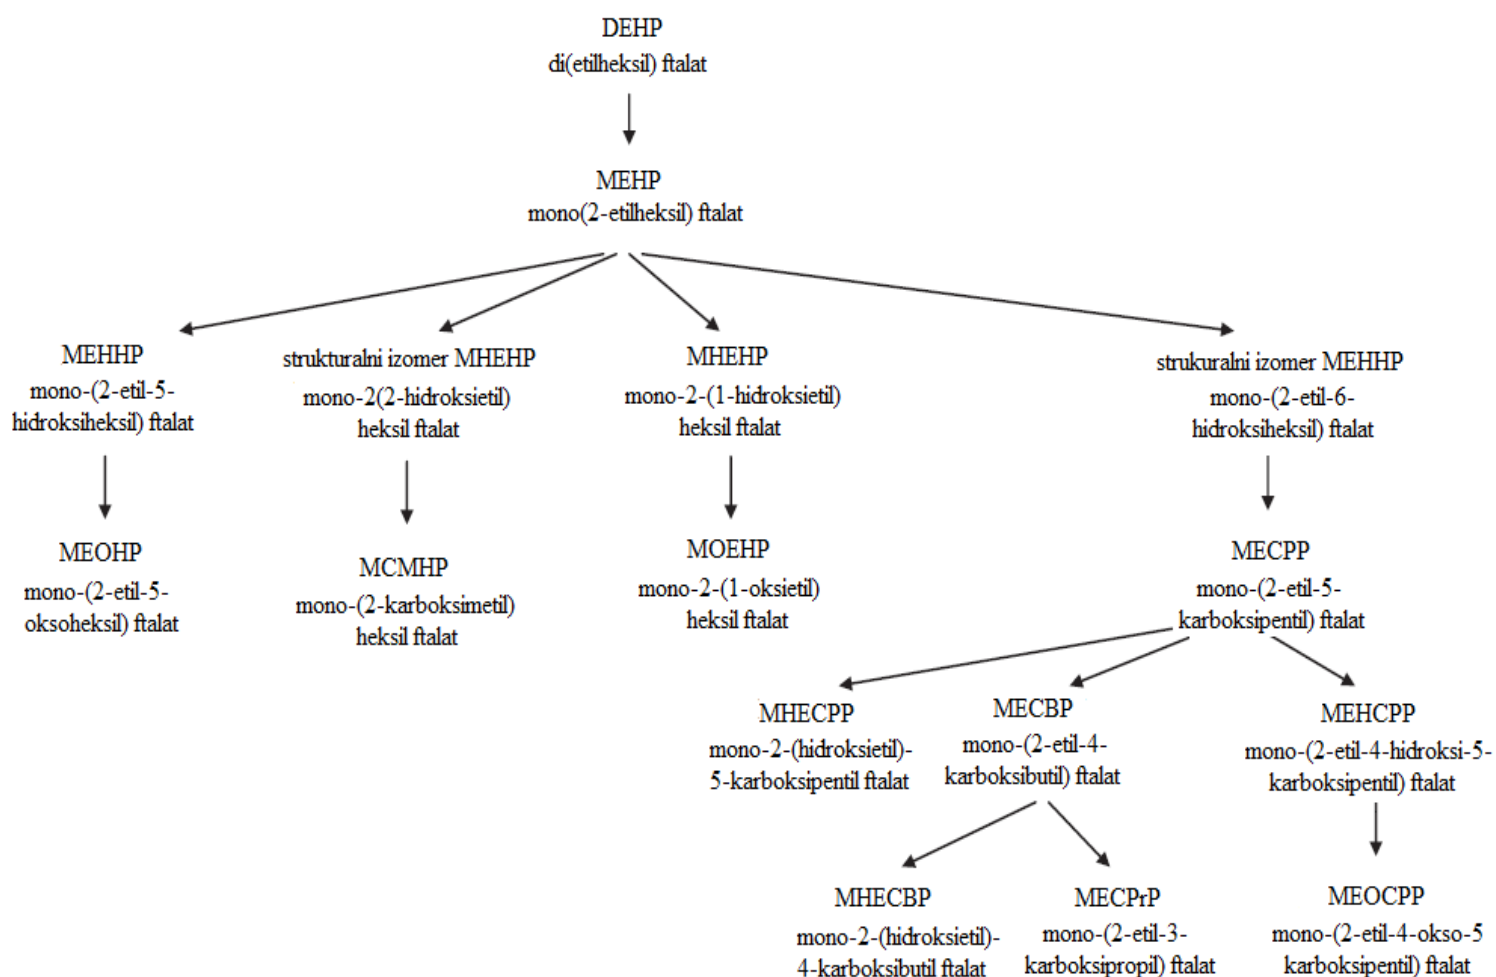 DEHP
di(etilheksil) ftalat
MEHP
mono(2-etilheksil) ftalat
MEHHP
mono-(2-etil-5-
hidroksiheksil) ftalat
strukturalni izomer MHEHP
mono-2(2-hidroksietil)
heksil ftalat
MHEHP
mono-2-(1-hidroksietil)
heksil ftalat
strukuralni izomer MEHHP
mono-(2-etil-6-
hidroksiheksil) ftalat
MEOHP
mono-(2-etil-5-
oksoheksil) ftalat
MCMHP
mono-(2-karboksimetil)
heksil ftalat
MOEHP
mono-2-(1-oksietil)
heksil ftalat
MECPP
mono-(2-etil-5-
karboksipentil) ftalat
MHECPP
mono-2-(hidroksietil)-
5-karboksipentil ftalat
MECBP
mono-(2-etil-4-
karboksibutil) ftalat
MEHCPP
mono-(2-etil-4-hidroksi-5-
karboksipentil) ftalat
MHECBP
mono-2-(hidroksietil)-
4-karboksibutil ftalat
MECPrP
mono-(2-etil-3-
karboksipropil) ftalat
MEOCPP
mono-(2-etil-4-okso-5
karboksipentil) ftalat